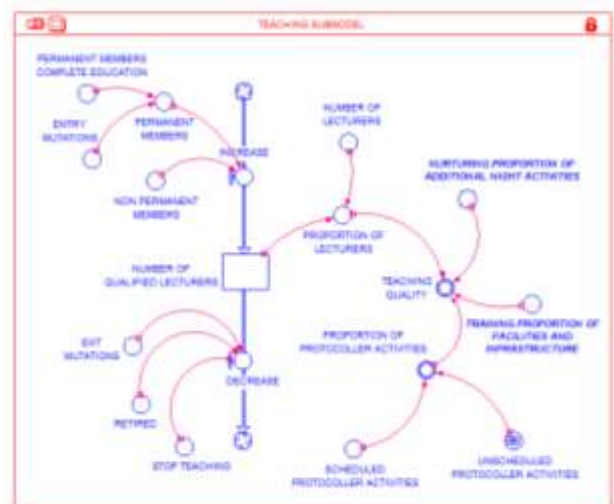 TEACHING SUBMODEL
PERMANENT MEMBERS
COMPLETE EDUCATION
ENTRY
MUTATIONS
PERMANENT
MEMBERS
INCREASE
NON PERMANENT
MEMBERS
NUMBER OF
LECTURERS
NURTURING PROPORTION OF
ADDITIONAL NIGHT ACTIVITIES
PROPORTION OF
LECTURERS
NUMBER OF
QUALIFIED LECTURERS
TEACHING
QUALITY
TRAINING PROPORTION OF
FACILITIES AND
INFRASTRUCTURE
PROPORTION OF
PROTOCOLLER ACTIVITIES
EXIT
MUTATIONS
DECREASE
RETIRED
STOP TEACHING
SCHEDULED
PROTOCOLLER ACTIVITIES
UNSCHEDULED
PROTOCOLLER ACTIVITIES